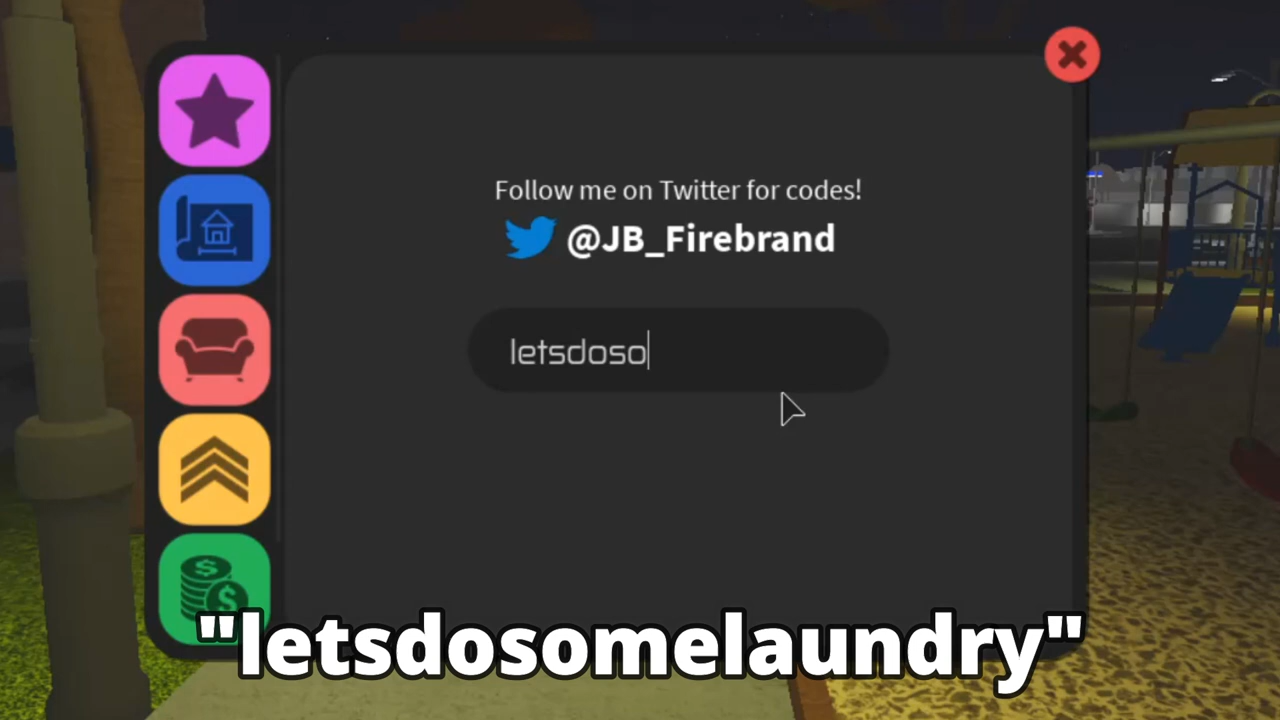 Follow me on Twitter for codes!
@JB_Firebrand
letsdoso
$
$
"letsdosomelaundry"